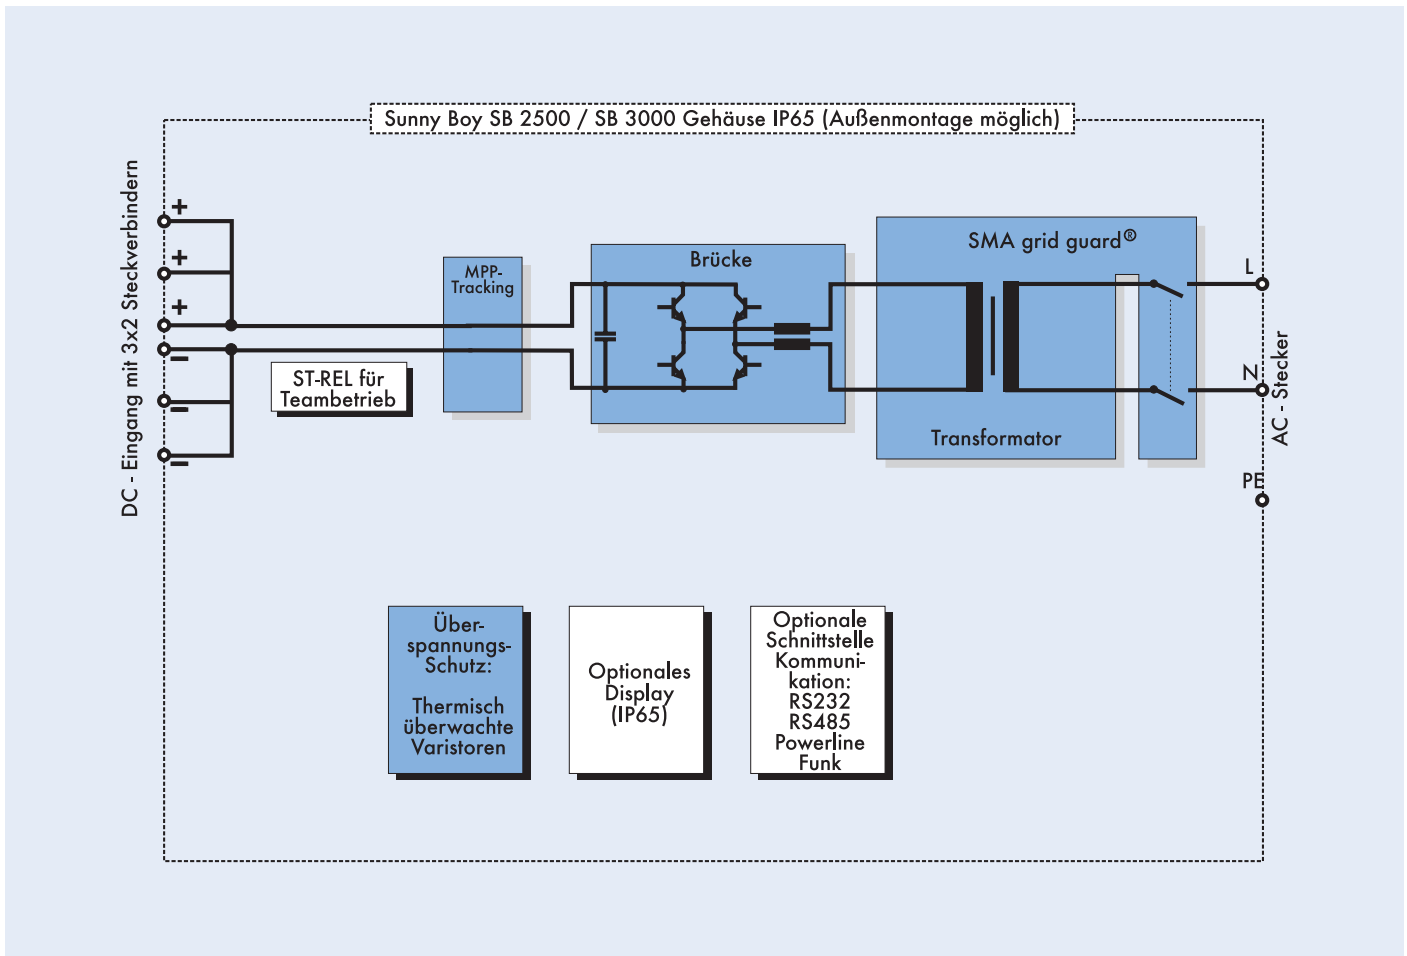 Sunny Boy SB 2500 / SB 3000 Gehäuse IP65 (Außenmontage möglich)
DC - Eingang mit 3x2 Steckverbindern
+
+
+
–
–
–
ST-REL für
Teambetrieb
MPP-
Tracking
Brücke
SMA grid guard®
Transformator
L
N
PE
AC - Stecker
Über-
spannungs-
Schutz:
Thermisch
überwachte
Varistoren
Optionales
Display
(IP65)
Optionale
Schnittstelle
Kommuni-
kation:
RS232
RS485
Powerline
Funk